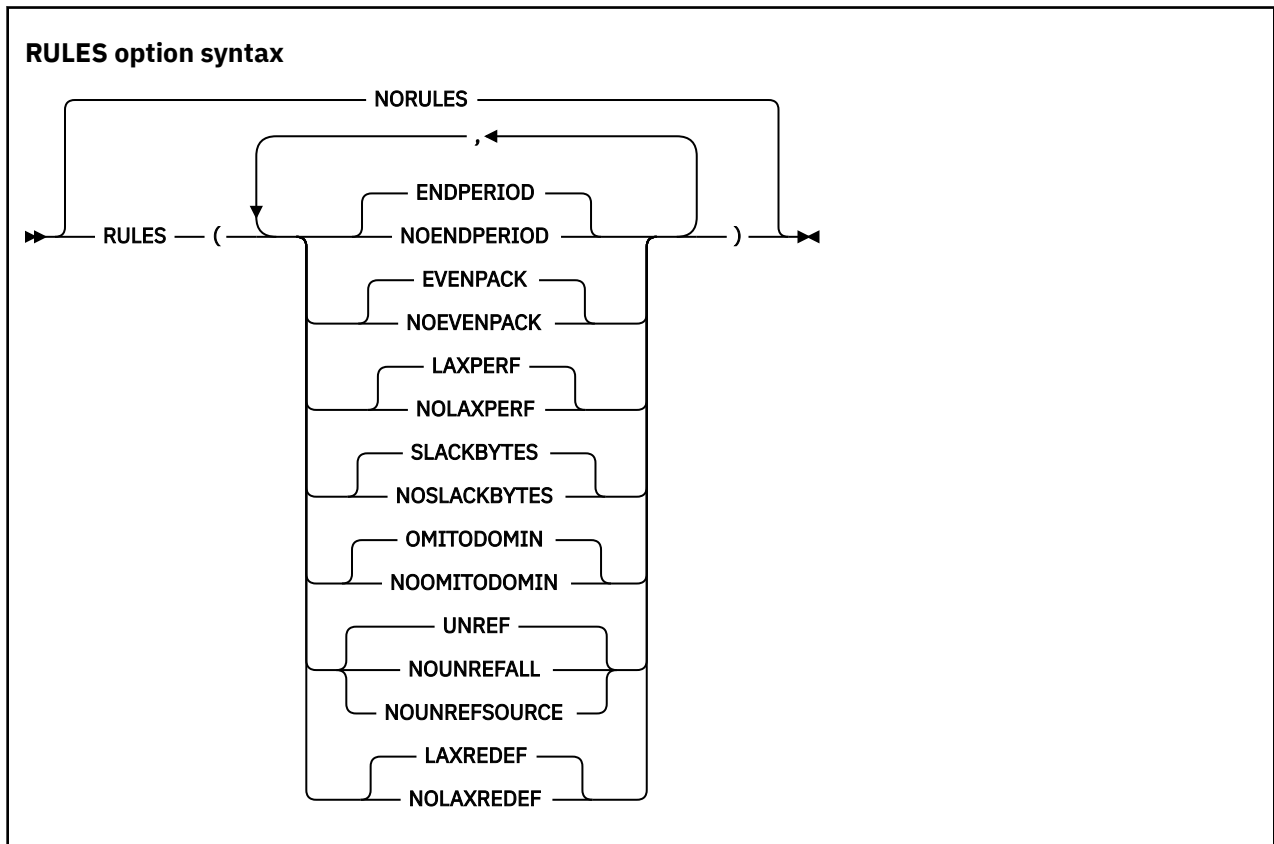 RULES option syntax
NORULES
,
ENDPERIOD
RULES ( NOENDPERIOD )
EVENPACK
NOEVENPACK
LAXPERF
NOLAXPERF
SLACKBYTES
NOSLACKBYTES
OMITODOMIN
NOOMITODOMIN
UNREF
NOUNREFALL
NOUNREFSOURCE
LAXREDEF
NOLAXREDEF